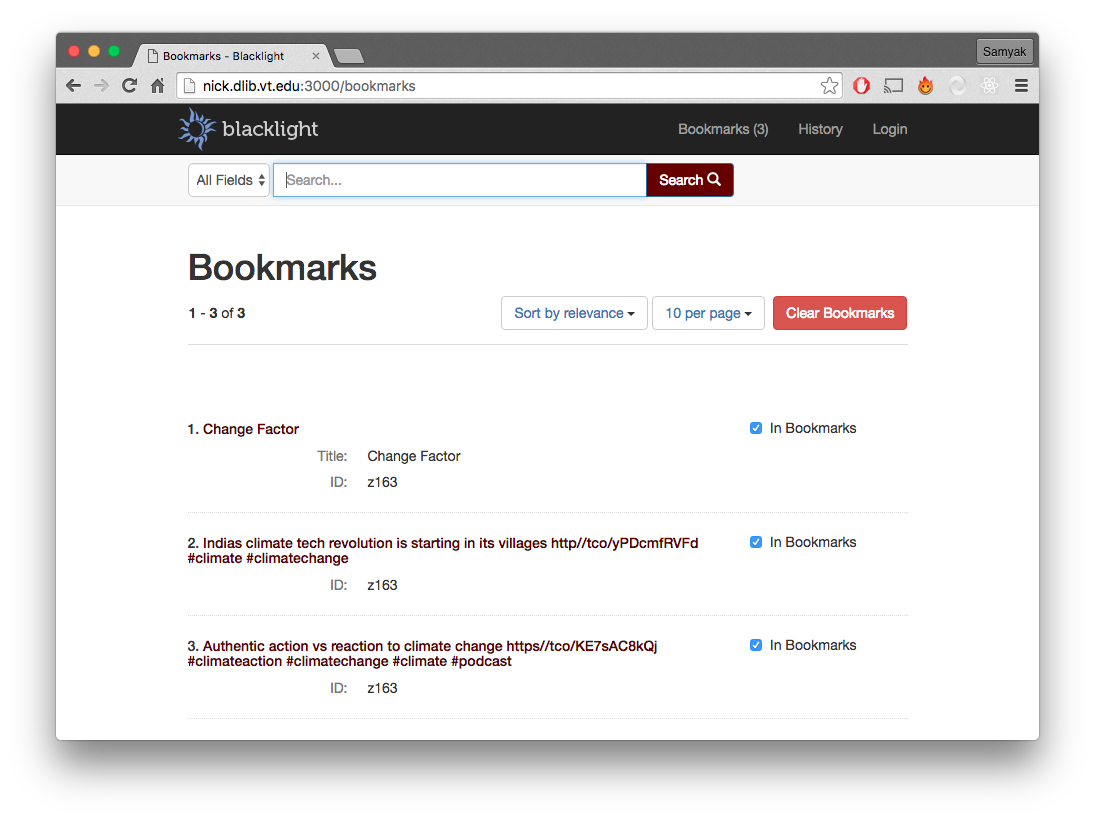 Bookmarks - Blacklight
Samyak
nick.dlib.vt.edu:3000/bookmarks
blacklight Bookmarks (3) History Login
All Fields Search... Search
Bookmarks
1 - 3 of 3 Sort by relevance 10 per page Clear Bookmarks
1. Change Factor In Bookmarks
Title: Change Factor
ID: z163
2. Indias climate tech revolution is starting in its villages http//tco/yPDcmfRVFd In Bookmarks
#climate #climatechange
ID: z163
3. Authentic action vs reaction to climate change https//tco/KE7sAC8kQj In Bookmarks
#climateaction #climatechange #climate #podcast
ID: z163